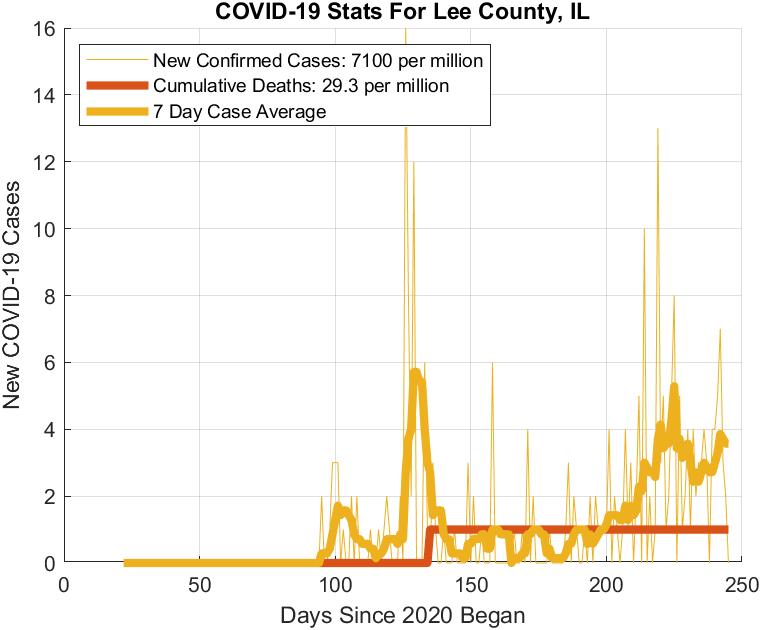 COVID-19 Stats For Lee County, IL
New Confirmed Cases: 7100 per million
Cumulative Deaths: 29.3 per million
7 Day Case Average
New COVID-19 Cases
16
14
12
10
8
6
4
2
0
0 50 100 150 200 250
Days Since 2020 Began